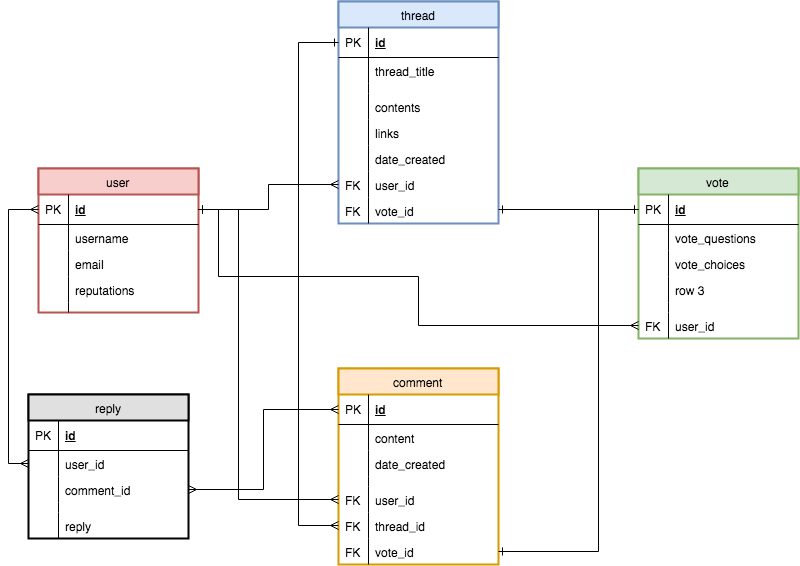 thread
PK id
thread_title
contents
links
date_created
FK user_id
FK vote_id
user
PK id
username
email
reputations
vote
PK id
vote_questions
vote_choices
row 3
FK user_id
comment
PK id
content
date_created
FK user_id
FK thread_id
FK vote_id
reply
PK id
user_id
comment_id
reply